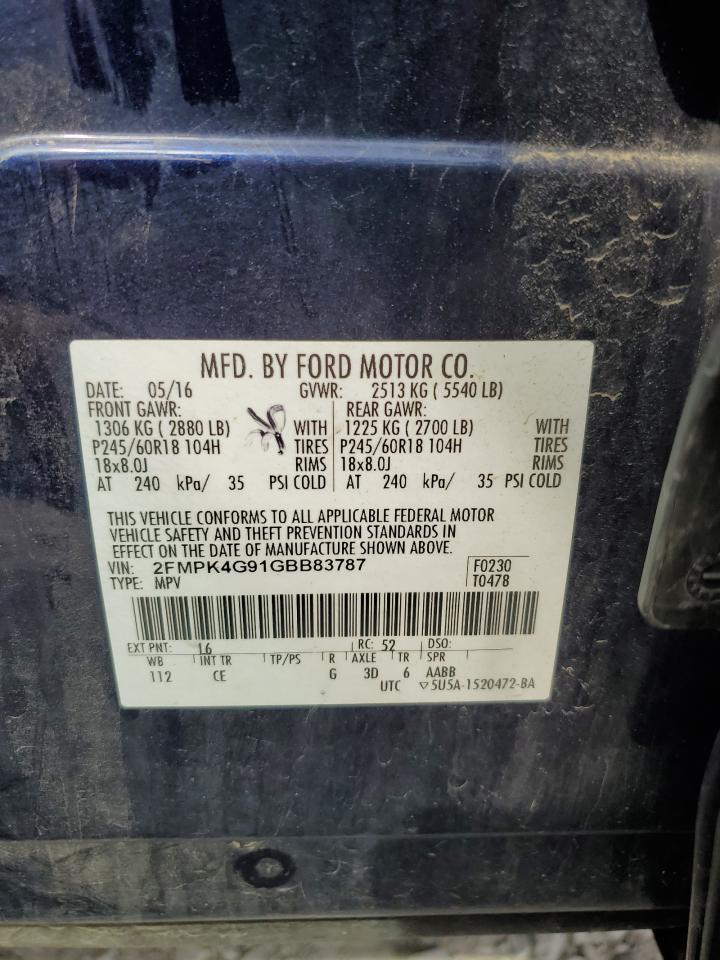 MFD. BY FORD MOTOR CO.
DATE: 05/16 GVWR: 2513 KG ( 5540 LB)
FRONT GAWR: REAR GAWR:
1306 KG ( 2880 LB) WITH 1225 KG ( 2700 LB) WITH
P245/60R18 104H TIRES P245/60R18 104H TIRES
18x8.0J RIMS 18x8.0J RIMS
AT 240 kPa/ 35 PSI COLD AT 240 kPa/ 35 PSI COLD
THIS VEHICLE CONFORMS TO ALL APPLICABLE FEDERAL MOTOR
VEHICLE SAFETY AND THEFT PREVENTION STANDARDS IN
EFFECT ON THE DATE OF MANUFACTURE SHOWN ABOVE.
VIN: 2FMPK4G91GBB83787 F0230
TYPE: MPV T0478
EXT PNT: L6 RC: 52 DSO:
WB INT TR TP/PS R AXLE TR SPR
112 CE G 3D 6 AABB
UTC ▽5U5A-1520472-BA